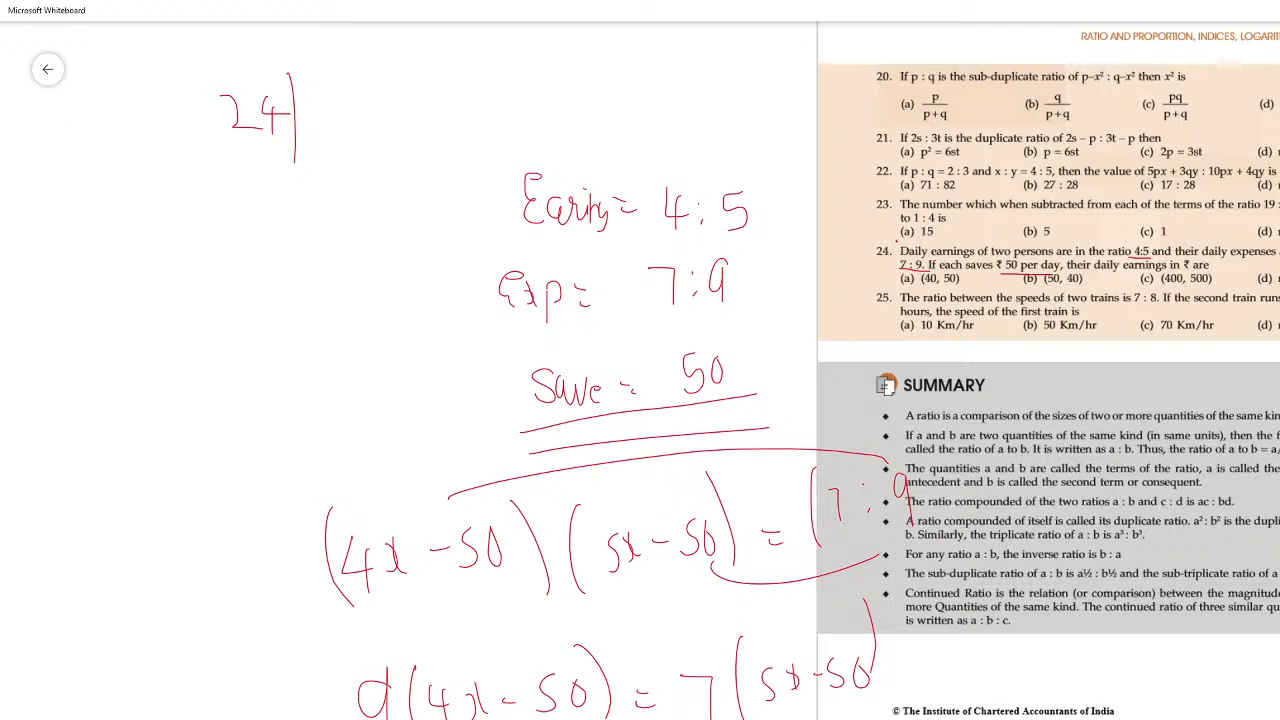 Microsoft Whiteboard
24
Earing = 4 : 5
Exp = 7 : 9
Save = 50
(4x - 50) (5x - 50) = (7 : 9
9(4x - 50) = 7(5x - 50)
RATIO AND PROPORTION, INDICES, LOGARIT
20. If p : q is the sub-duplicate ratio of p–x² : q–x² then x² is
(a) p/p + q (b) q/p + q (c) pq/p + q (d)
21. If 2s : 3t is the duplicate ratio of 2s – p : 3t – p then
(a) p² = 6st (b) p = 6st (c) 2p = 3st (d)
22. If p : q = 2 : 3 and x : y = 4 : 5, then the value of 5px + 3qy : 10px + 4qy is
(a) 71 : 82 (b) 27 : 28 (c) 17 : 28 (d)
23. The number which when subtracted from each of the terms of the ratio 19 :
to 1 : 4 is
(a) 15 (b) 5 (c) 1 (d)
24. Daily earnings of two persons are in the ratio 4:5 and their daily expenses
7 : 9. If each saves ₹ 50 per day, their daily earnings in ₹ are
(a) (40, 50) (b) (50, 40) (c) (400, 500) (d)
25. The ratio between the speeds of two trains is 7 : 8. If the second train runs
hours, the speed of the first train is
(a) 10 Km/hr (b) 50 Km/hr (c) 70 Km/hr (d)
SUMMARY
◆ A ratio is a comparison of the sizes of two or more quantities of the same kin
◆ If a and b are two quantities of the same kind (in same units), then the f
called the ratio of a to b. It is written as a : b. Thus, the ratio of a to b = a/
◆ The quantities a and b are called the terms of the ratio, a is called the
antecedent and b is called the second term or consequent.
◆ The ratio compounded of the two ratios a : b and c : d is ac : bd.
◆ A ratio compounded of itself is called its duplicate ratio. a² : b² is the dupli
b. Similarly, the triplicate ratio of a : b is a³ : b³.
◆ For any ratio a : b, the inverse ratio is b : a
◆ The sub-duplicate ratio of a : b is a½ : b½ and the sub-triplicate ratio of a
◆ Continued Ratio is the relation (or comparison) between the magnitud
more Quantities of the same kind. The continued ratio of three similar qu
is written as a : b : c.
© The Institute of Chartered Accountants of India